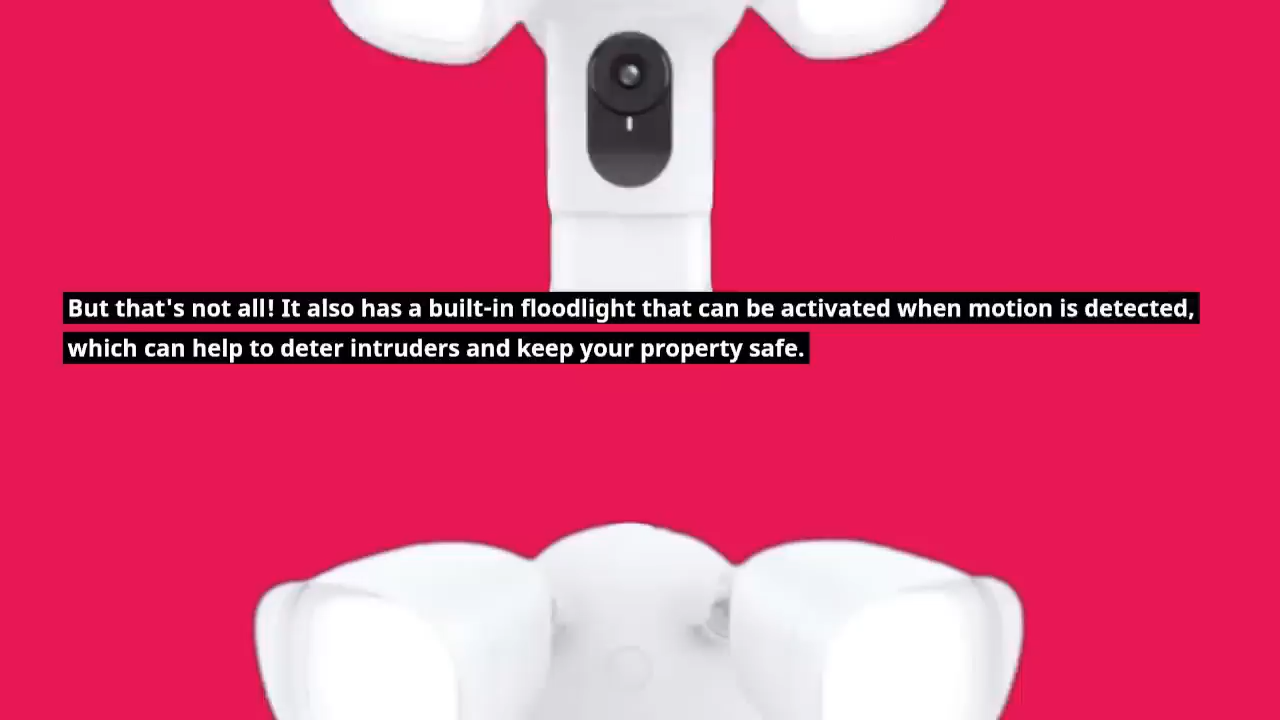 But that's not all! It also has a built-in floodlight that can be activated when motion is detected,
which can help to deter intruders and keep your property safe.